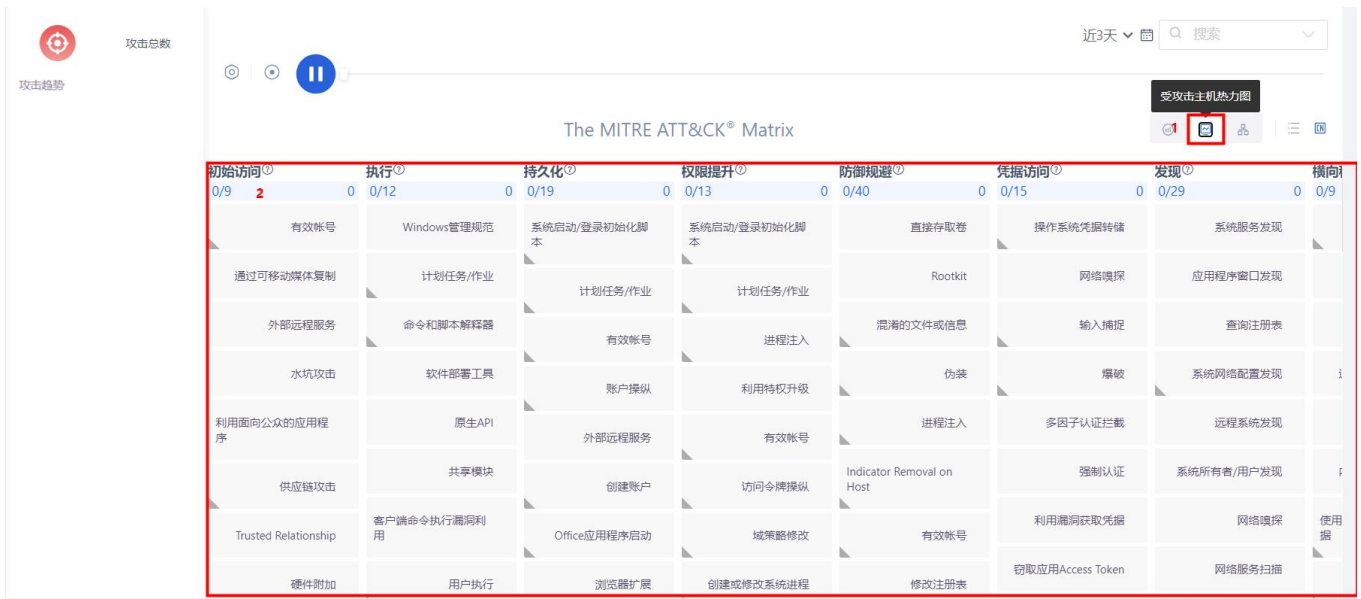 攻击总数
攻击趋势
近3天
搜索
受攻击主机热力图
The MITRE ATT&CK® Matrix
1
CN
初始访问 执行 持久化 权限提升 防御规避 凭据访问 发现 横向
0/9 2 0 0/12 0 0/19 0 0/13 0 0/40 0 0/15 0 0/29 0 0/9
有效帐号
通过可移动媒体复制
外部远程服务
水坑攻击
利用面向公众的应用程
序
供应链攻击
Trusted Relationship
硬件附加
Windows管理规范
计划任务/作业
命令和脚本解释器
软件部署工具
原生API
共享模块
客户端命令执行漏洞利
用
用户执行
系统启动/登录初始化脚
本
计划任务/作业
有效帐号
账户操纵
外部远程服务
创建账户
Office应用程序启动
浏览器扩展
系统启动/登录初始化脚
本
计划任务/作业
进程注入
利用特权升级
有效帐号
访问令牌操纵
域策略修改
创建或修改系统进程
直接存取卷
Rootkit
混淆的文件或信息
伪装
进程注入
Indicator Removal on
Host
有效帐号
修改注册表
操作系统凭据转储
网络嗅探
输入捕捉
爆破
多因子认证拦截
强制认证
利用漏洞获取凭据
窃取应用Access Token
系统服务发现
应用程序窗口发现
查询注册表
系统网络配置发现
远程系统发现
系统所有者/用户发现
网络嗅探
网络服务扫描
使用
据